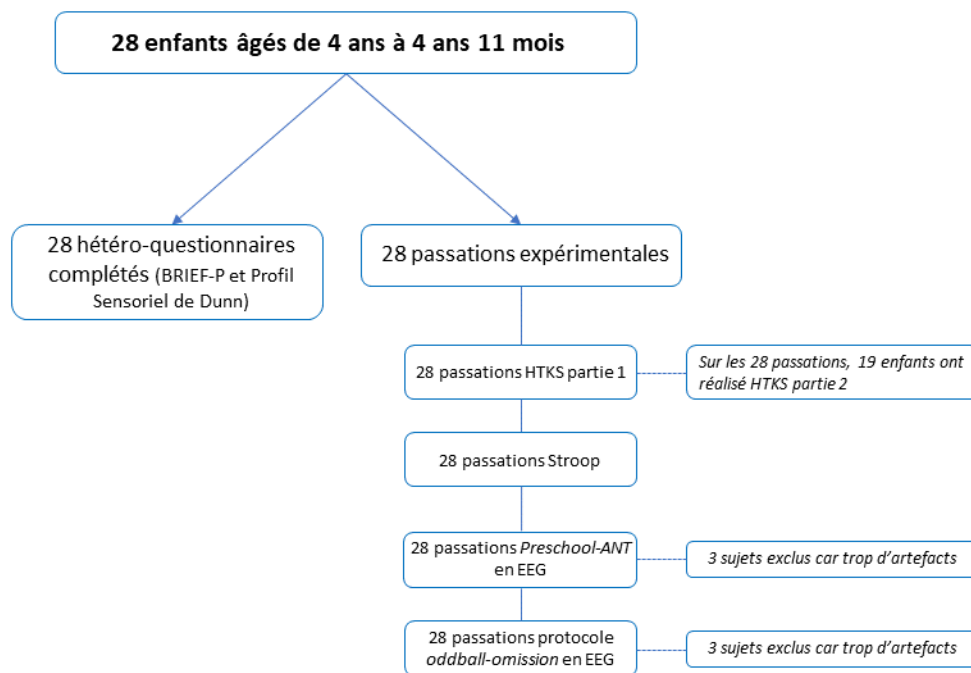 28 enfants âgés de 4 ans à 4 ans 11 mois
28 hétéro-questionnaires
complétés (BRIEF-P et Profil
Sensoriel de Dunn)
28 passations expérimentales
28 passations HTKS partie 1
Sur les 28 passations, 19 enfants ont
réalisé HTKS partie 2
28 passations Stroop
28 passations Preschool-ANT
en EEG
3 sujets exclus car trop d'artefacts
28 passations protocole
oddball-omission en EEG
3 sujets exclus car trop d'artefacts